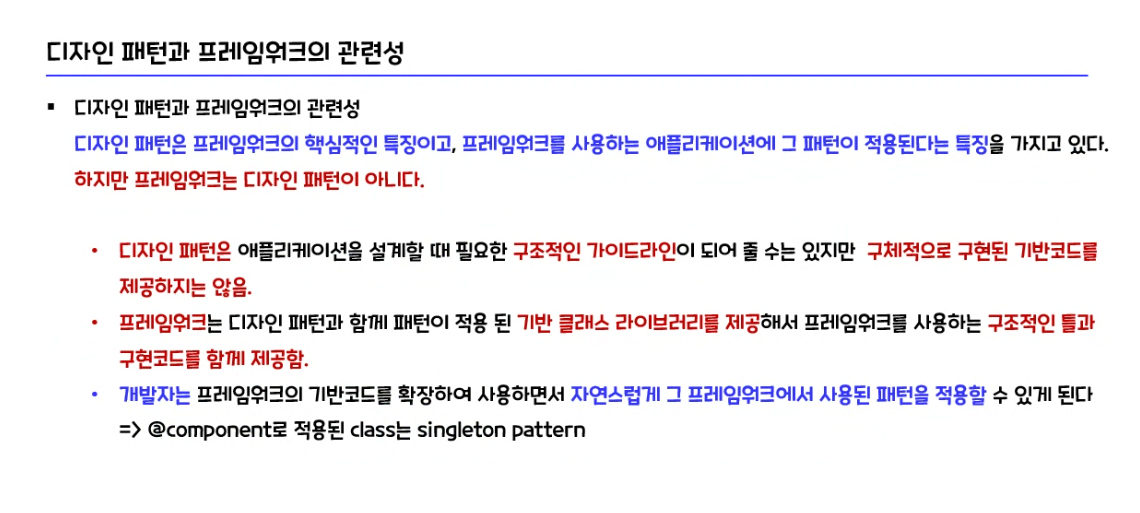 디자인 패턴과 프레임워크의 관련성
▪ 디자인 패턴과 프레임워크의 관련성
디자인 패턴은 프레임워크의 핵심적인 특징이고, 프레임워크를 사용하는 애플리케이션에 그 패턴이 적용된다는 특징을 가지고 있다.
하지만 프레임워크는 디자인 패턴이 아니다.
• 디자인 패턴은 애플리케이션을 설계할 때 필요한 구조적인 가이드라인이 되어 줄 수는 있지만 구체적으로 구현된 기반코드를
제공하지는 않음.
• 프레임워크는 디자인 패턴과 함께 패턴이 적용 된 기반 클래스 라이브러리를 제공해서 프레임워크를 사용하는 구조적인 틀과
구현코드를 함께 제공함.
• 개발자는 프레임워크의 기반코드를 확장하여 사용하면서 자연스럽게 그 프레임워크에서 사용된 패턴을 적용할 수 있게 된다
=> @component로 적용된 class는 singleton pattern